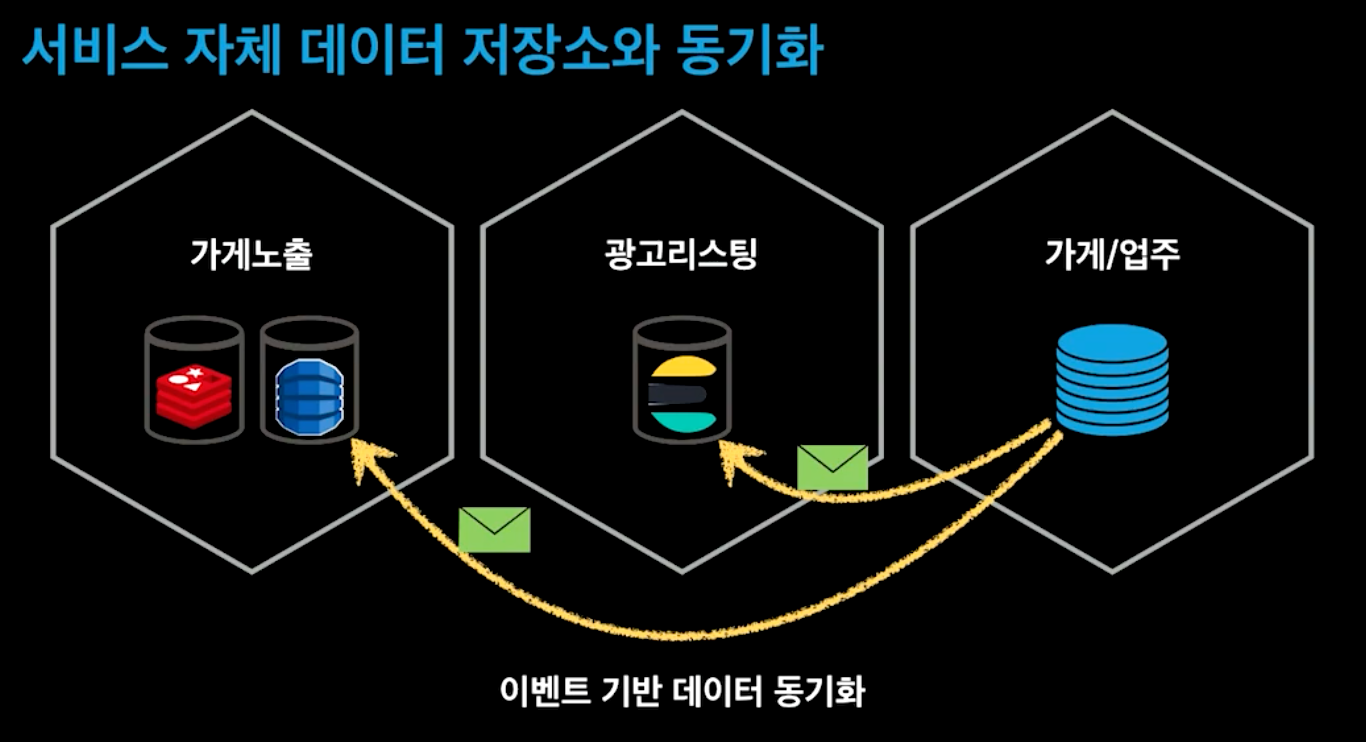 서비스 자체 데이터 저장소와 동기화
가게노출
광고리스팅
가게/업주
이벤트 기반 데이터 동기화